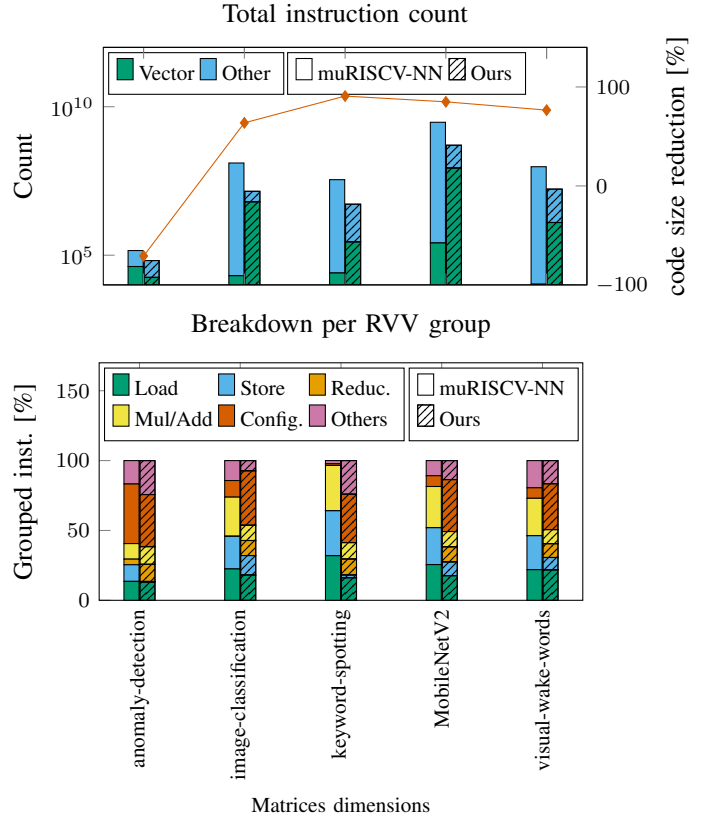 Total instruction count
Vector Other muRISCV-NN Ours
10^10
10^5
Count
100
0
−100
code size reduction [%]
Breakdown per RVV group
Load Store Reduc. muRISCV-NN
Mul/Add Config. Others Ours
150
100
50
0
Grouped inst. [%]
anomaly-detection
image-classification
keyword-spotting
MobileNetV2
visual-wake-words
Matrices dimensions